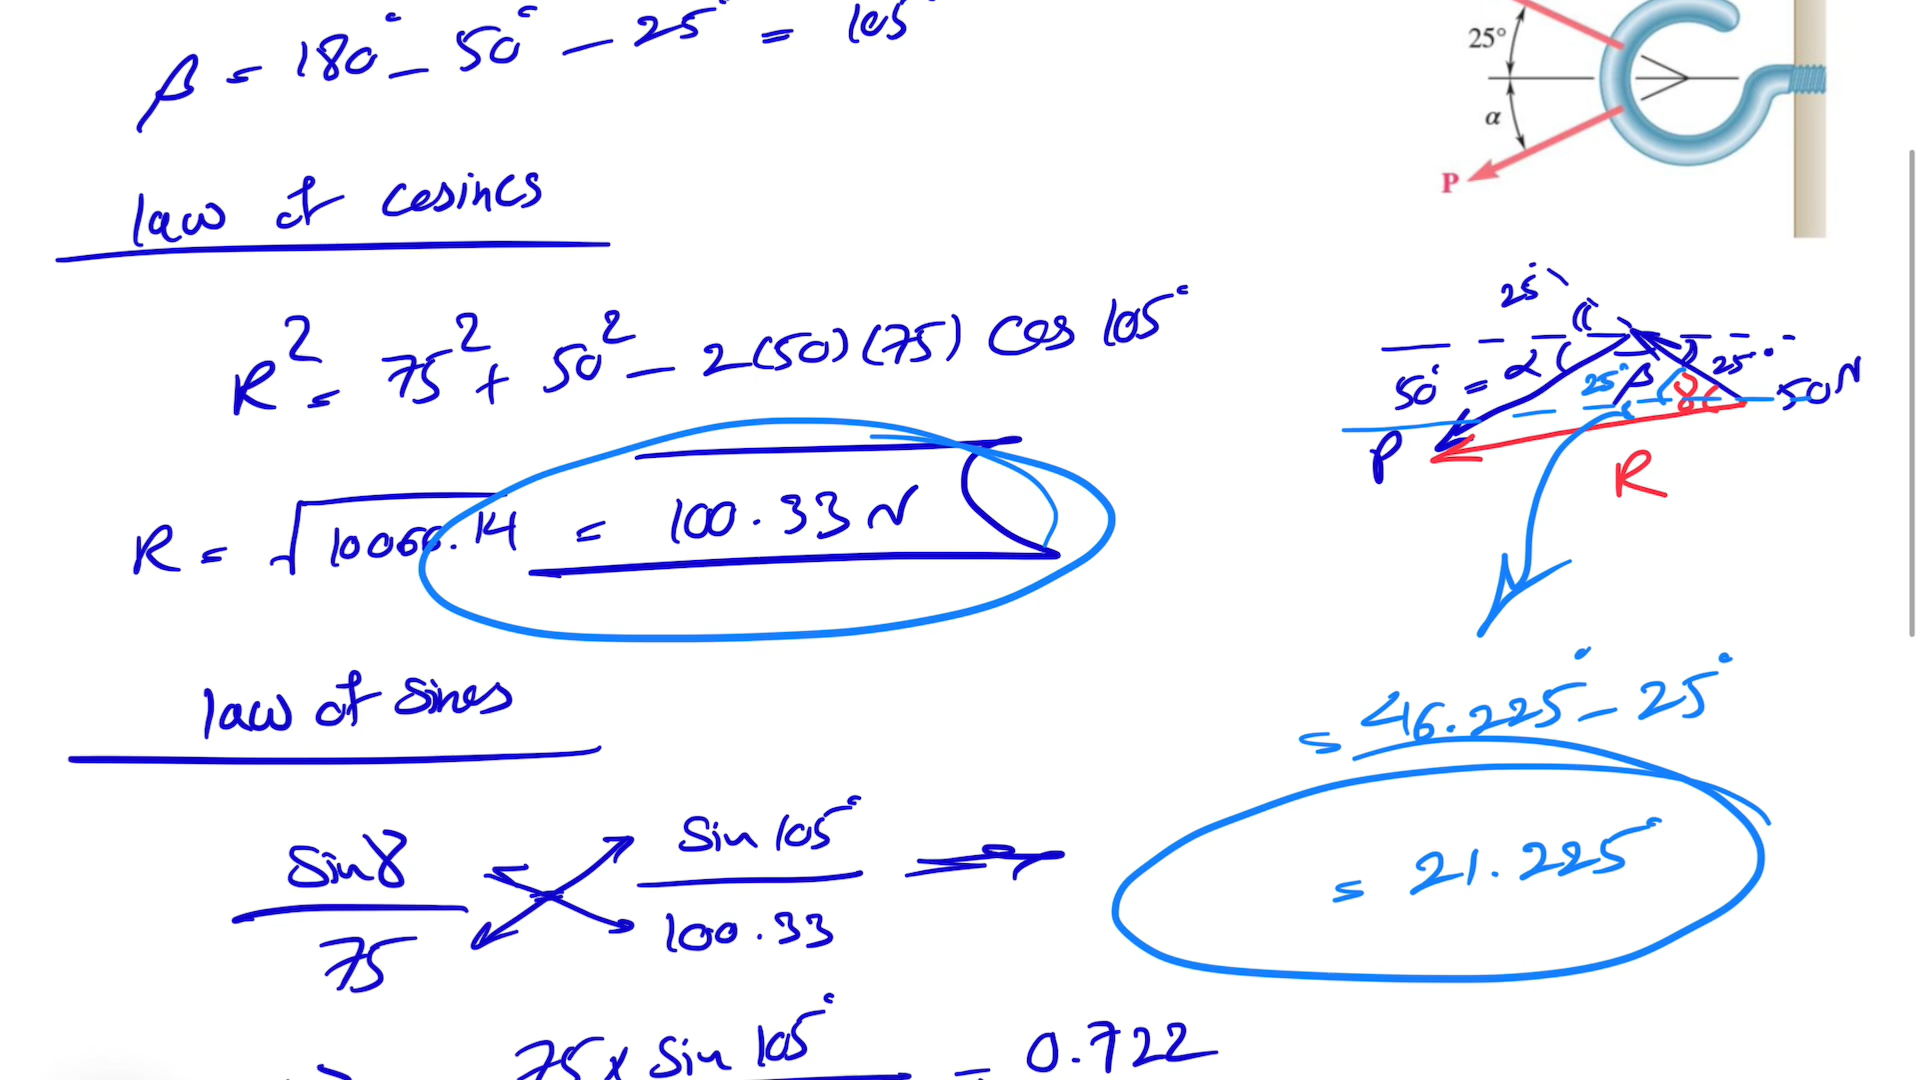 β = 180° - 50° - 25° = 105°
law of cosines
R² = 75² + 50² - 2(50)(75) cos 105°
R = √10066.14 = 100.33 N
law of sines
sin γ / 75
sin 105° / 100.33
75 × sin 105° = 0.722
25°
α
P
25°
50° = α
25°
β
γ
25°
50 N
P
R
= 46.225° - 25°
= 21.225°